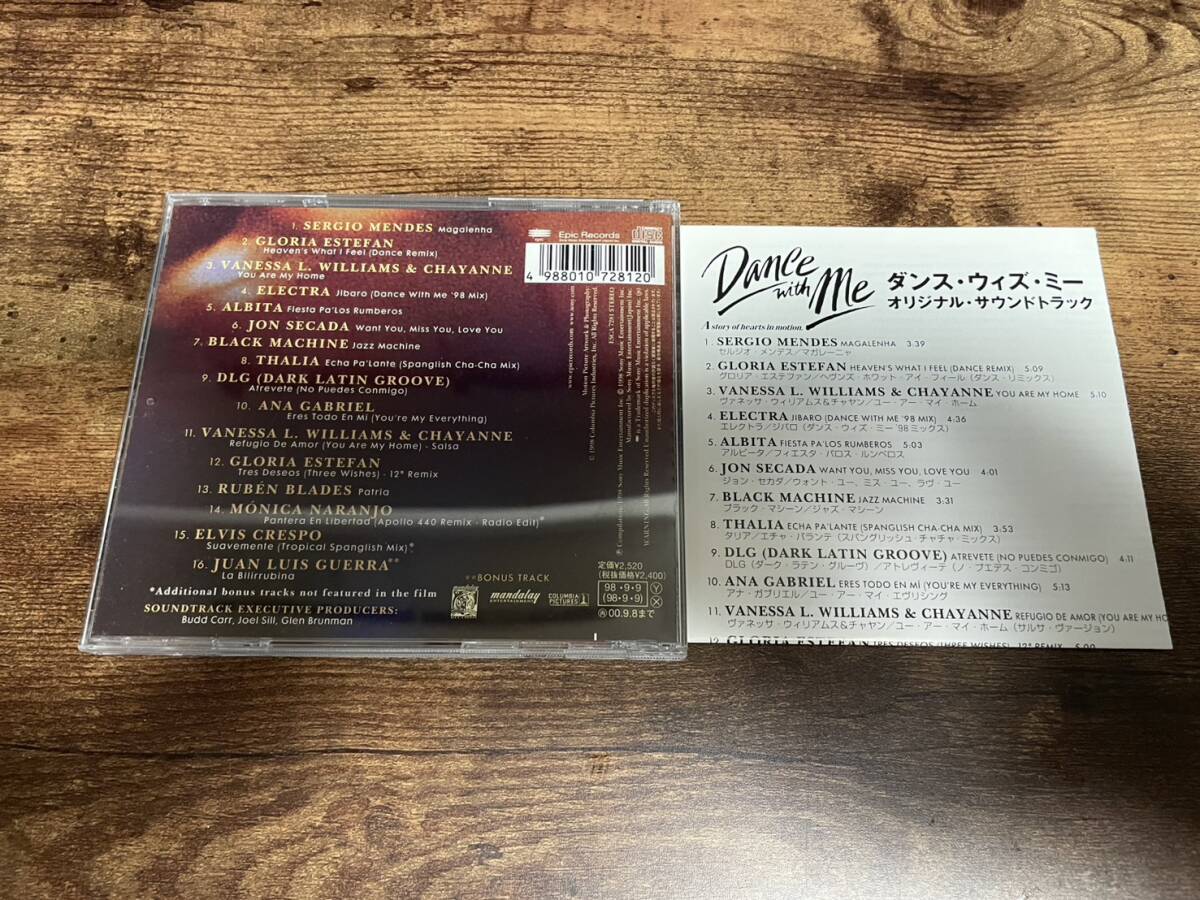 1. SERGIO MENDES Magalenha
2. GLORIA ESTEFAN
Heaven's What I Feel (Dance Remix)
3. VANESSA L. WILLIAMS & CHAYANNE
You Are My Home
4. ELECTRA Jibaro (Dance With Me '98 Mix)
5. ALBITA Fiesta Pa'Los Rumberos
6. JON SECADA Want You, Miss You, Love You
7. BLACK MACHINE Jazz Machine
8. THALIA Echa Pa'Lante (Spanglish Cha-Cha Mix)
9. DLG (DARK LATIN GROOVE)
Atrevete (No Puedes Conmigo)
10. ANA GABRIEL
Eres Todo En Mi (You're My Everything)
11. VANESSA L. WILLIAMS & CHAYANNE
Refugio De Amor (You Are My Home) - Salsa
12. GLORIA ESTEFAN
Tres Deseos (Three Wishes) - 12" Remix
13. RUBÉN BLADES Patria
14. MÓNICA NARANJO
Pantera En Libertad (Apollo 440 Remix - Radio Edit)*
15. ELVIS CRESPO
Suavemente (Tropical Spanglish Mix)*
16. JUAN LUIS GUERRA**
La Bilirrubina
**BONUS TRACK
*Additional bonus tracks not featured in the film
SOUNDTRACK EXECUTIVE PRODUCERS:
Budd Carr, Joel Sill, Glen Brunman
mandalay
ENTERTAINMENT
COLUMBIA
PICTURES
定価¥2,520
(税抜価格¥2,400)
98・9・9 Ⓨ
(98・9・9) Ⓧ
00.9.8まで
Epic Records
4 988010 728120
Dance with Me
A story of hearts in motion.
ダンス・ウィズ・ミー
オリジナル・サウンドトラック
1. SERGIO MENDES MAGALENHA 3:39
セルジオ・メンデス/マガレーニャ
2. GLORIA ESTEFAN HEAVEN'S WHAT I FEEL (DANCE REMIX) 5:09
グロリア・エステファン/ヘヴンズ・ホワット・アイ・フィール(ダンス・リミックス)
3. VANESSA L. WILLIAMS & CHAYANNE YOU ARE MY HOME 5:10
ヴァネッサ・ウィリアムス&チャヤン/ユー・アー・マイ・ホーム
4. ELECTRA JIBARO (DANCE WITH ME '98 MIX) 4:36
エレクトラ/ジバロ(ダンス・ウィズ・ミー'98ミックス)
5. ALBITA FIESTA PA'LOS RUMBEROS 5:03
アルビータ/フィエスタ・パロス・ルンベロス
6. JON SECADA WANT YOU, MISS YOU, LOVE YOU 4:01
ジョン・セカダ/ウォント・ユー、ミス・ユー、ラヴ・ユー
7. BLACK MACHINE JAZZ MACHINE 3:31
ブラック・マシーン/ジャズ・マシーン
8. THALIA ECHA PA'LANTE (SPANGLISH CHA-CHA MIX) 3:53
タリア/エチャ・パランテ(スパングリッシュ・チャチャ・ミックス)
9. DLG (DARK LATIN GROOVE) ATREVETE (NO PUEDES CONMIGO) 4:11
DLG(ダーク・ラテン・グルーヴ)/アトレヴィーテ(ノ・プエデス・コンミゴ)
10. ANA GABRIEL ERES TODO EN MÍ (YOU'RE MY EVERYTHING) 5:13
アナ・ガブリエル/ユー・アー・マイ・エヴリシング
11. VANESSA L. WILLIAMS & CHAYANNE REFUGIO DE AMOR (YOU ARE MY HO
ヴァネッサ・ウィリアムス&チャヤン/ユー・アー・マイ・ホーム(サルサ・ヴァージョン)
12. GLORIA ESTEFAN TRES DESEOS (THREE WISHES) - 12" REMIX 5:00